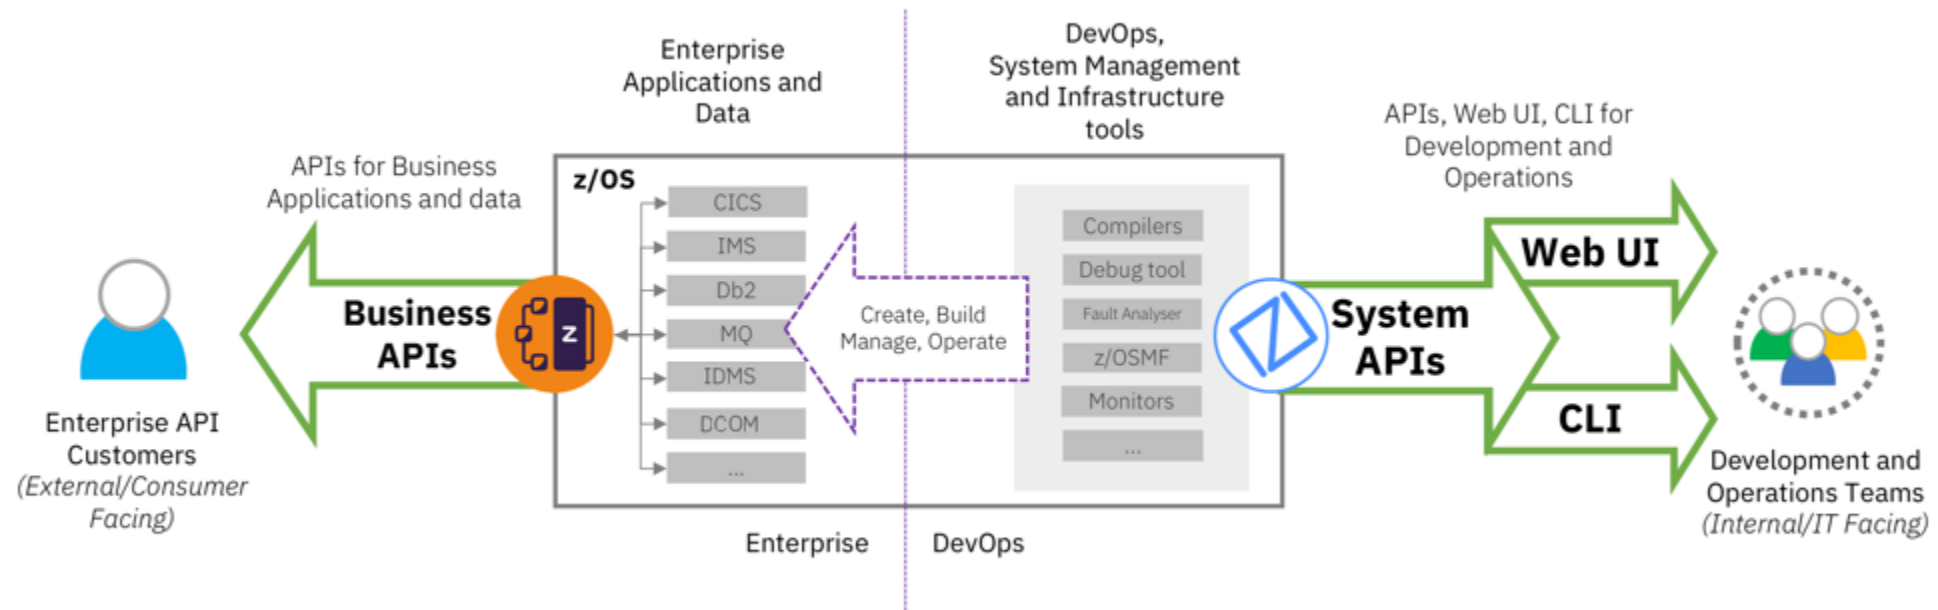 Enterprise
Applications and
Data
DevOps,
System Management
and Infrastructure
tools
APIs for Business
Applications and data
APIs, Web UI, CLI for
Development and
Operations
z/OS
CICS
IMS
Db2
MQ
IDMS
DCOM
...
Create, Build
Manage, Operate
Compilers
Debug tool
Fault Analyser
z/OSMF
Monitors
...
Business
APIs
Z
System
APIs
Web UI
CLI
Enterprise API
Customers
(External/Consumer
Facing)
Development and
Operations Teams
(Internal/IT Facing)
Enterprise
DevOps